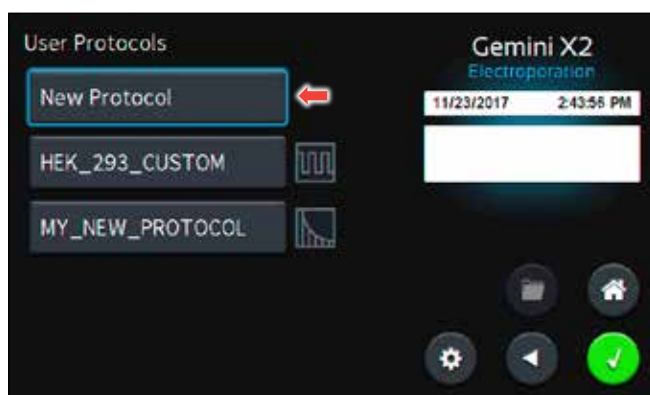 User Protocols
New Protocol
HEK_293_CUSTOM
MY_NEW_PROTOCOL
Gemini X2
Electroporation
11/23/2017 2:43:56 PM